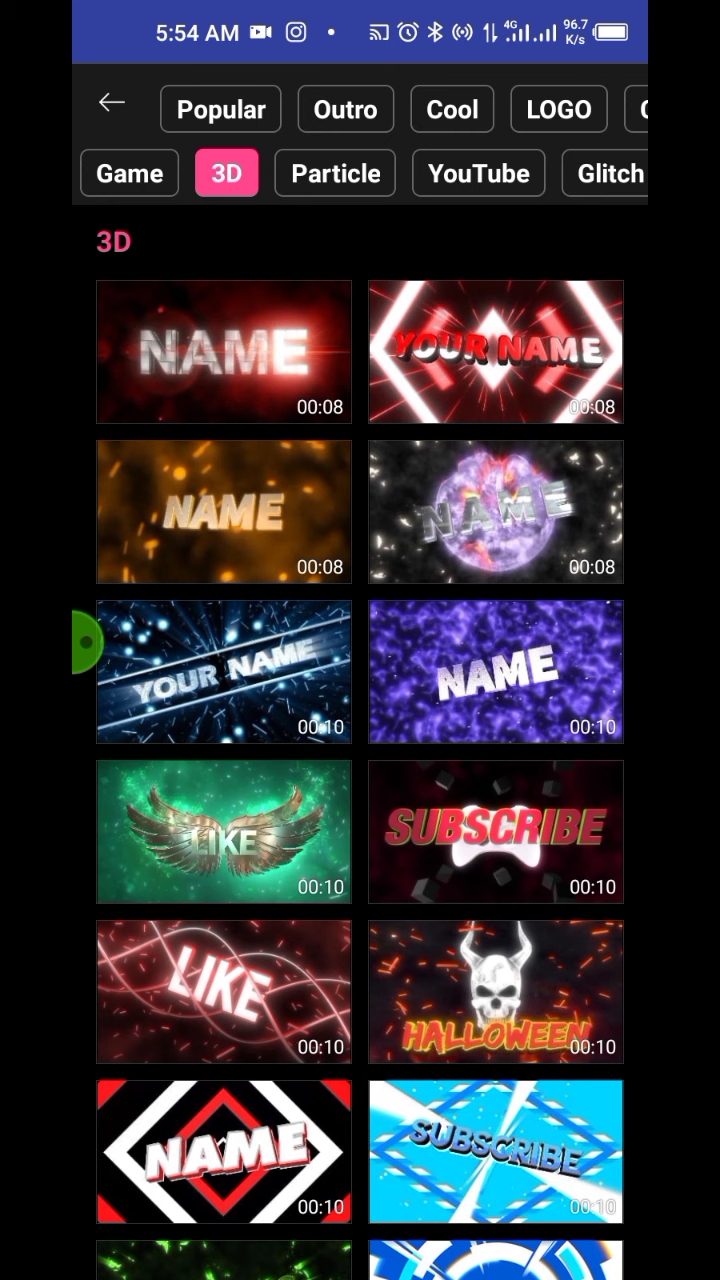 5:54 AM 4G 96.7 K/s
Popular Outro Cool LOGO
Game 3D Particle YouTube Glitch
3D
NAME 00:08
YOUR NAME 00:08
NAME 00:08
NAME 00:08
YOUR NAME 00:10
NAME 00:10
LIKE 00:10
SUBSCRIBE 00:10
LIKE 00:10
HALLOWEEN 00:10
NAME 00:10
SUBSCRIBE 00:10